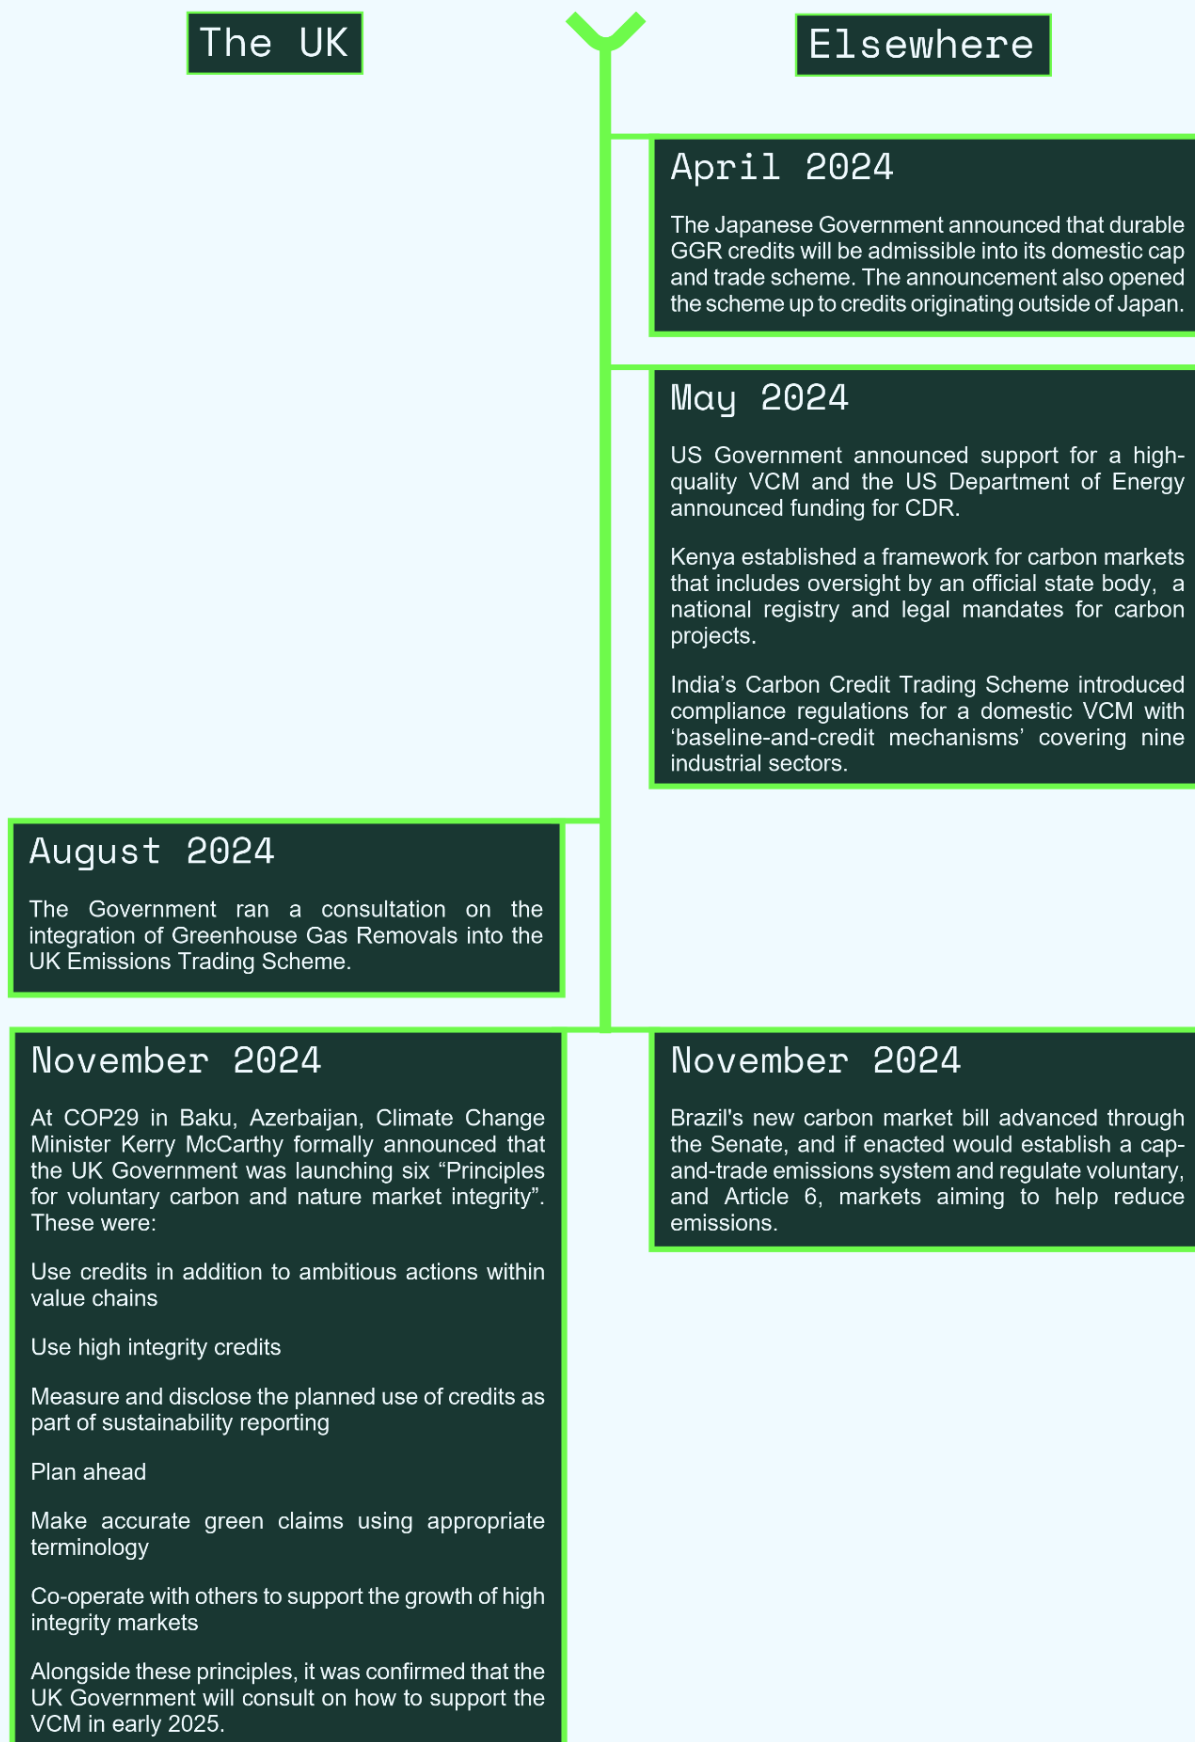 The UK
Elsewhere
April 2024
The Japanese Government announced that durable
GGR credits will be admissible into its domestic cap
and trade scheme. The announcement also opened
the scheme up to credits originating outside of Japan.
May 2024
US Government announced support for a high-
quality VCM and the US Department of Energy
announced funding for CDR.
Kenya established a framework for carbon markets
that includes oversight by an official state body, a
national registry and legal mandates for carbon
projects.
India's Carbon Credit Trading Scheme introduced
compliance regulations for a domestic VCM with
‘baseline-and-credit mechanisms’ covering nine
industrial sectors.
August 2024
The Government ran a consultation on the
integration of Greenhouse Gas Removals into the
UK Emissions Trading Scheme.
November 2024
At COP29 in Baku, Azerbaijan, Climate Change
Minister Kerry McCarthy formally announced that
the UK Government was launching six “Principles
for voluntary carbon and nature market integrity”.
These were:
Use credits in addition to ambitious actions within
value chains
Use high integrity credits
Measure and disclose the planned use of credits as
part of sustainability reporting
Plan ahead
Make accurate green claims using appropriate
terminology
Co-operate with others to support the growth of high
integrity markets
Alongside these principles, it was confirmed that the
UK Government will consult on how to support the
VCM in early 2025.
November 2024
Brazil's new carbon market bill advanced through
the Senate, and if enacted would establish a cap-
and-trade emissions system and regulate voluntary,
and Article 6, markets aiming to help reduce
emissions.